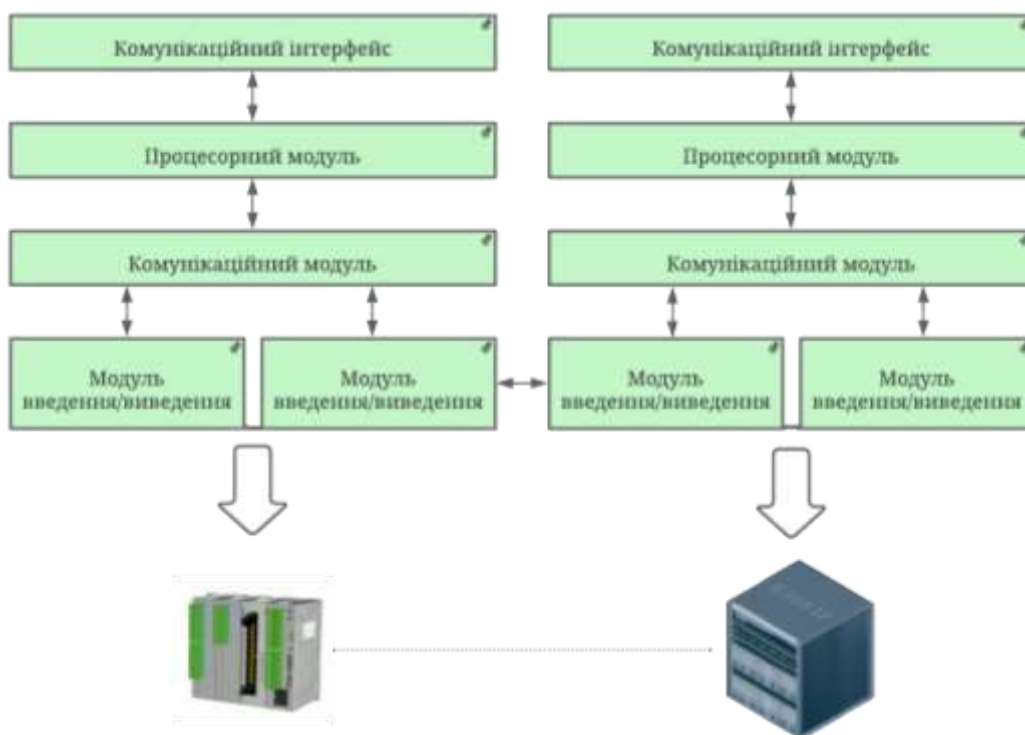 Комунікаційний інтерфейс
Комунікаційний інтерфейс
Процесорний модуль
Процесорний модуль
Комунікаційний модуль
Комунікаційний модуль
Модуль
введення/виведення
Модуль
введення/виведення
Модуль
введення/виведення
Модуль
введення/виведення